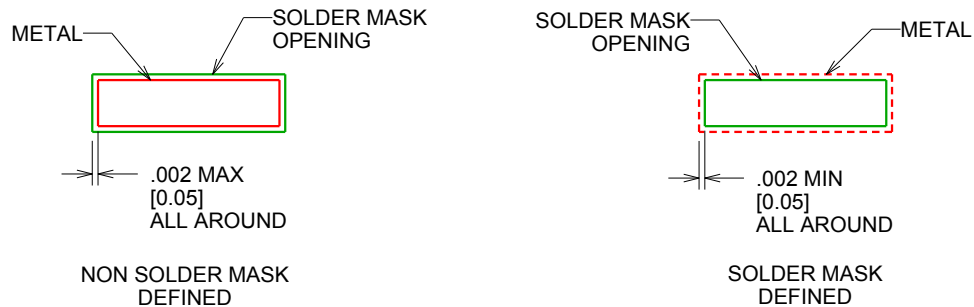 METAL
SOLDER MASK
OPENING
.002 MAX
[0.05]
ALL AROUND
NON SOLDER MASK
DEFINED
SOLDER MASK
OPENING
METAL
.002 MIN
[0.05]
ALL AROUND
SOLDER MASK
DEFINED